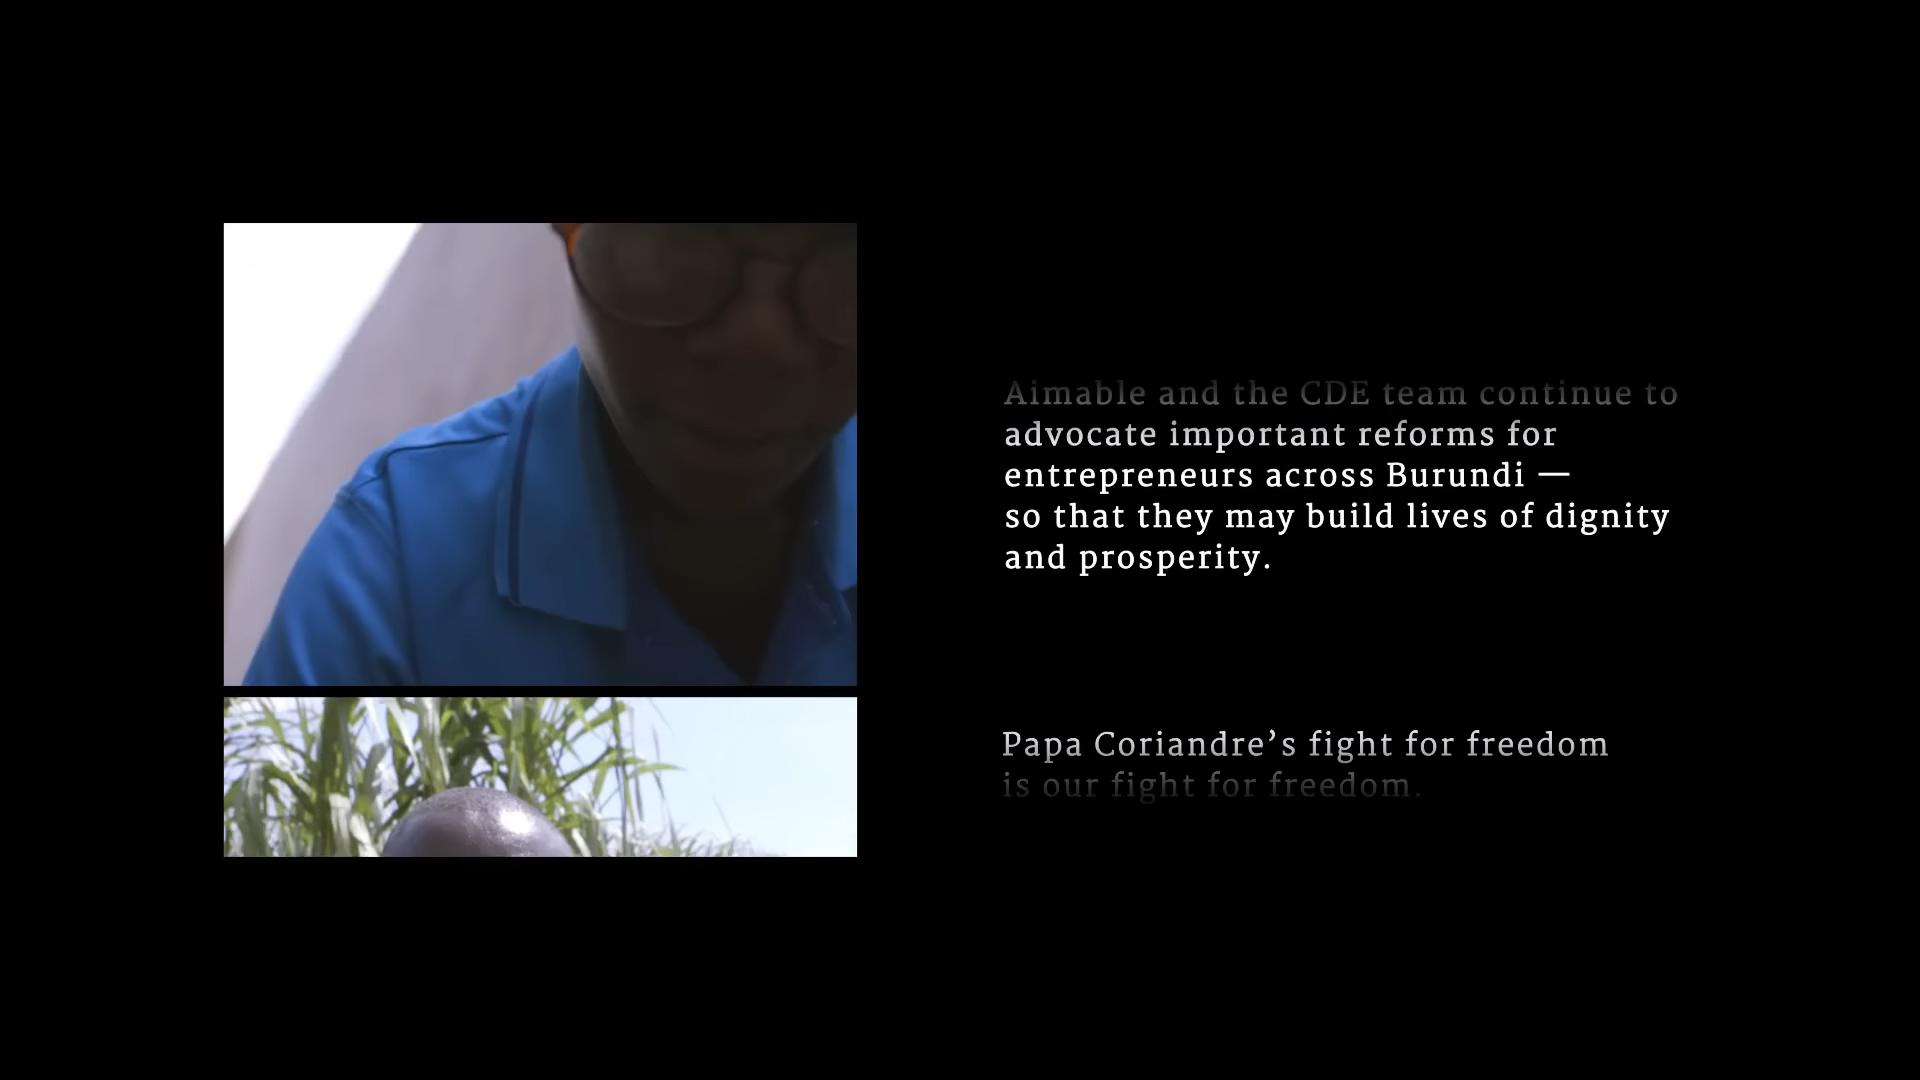 Aimable and the CDE team continue to
advocate important reforms for
entrepreneurs across Burundi —
so that they may build lives of dignity
and prosperity.
Papa Coriandre’s fight for freedom
is our fight for freedom.